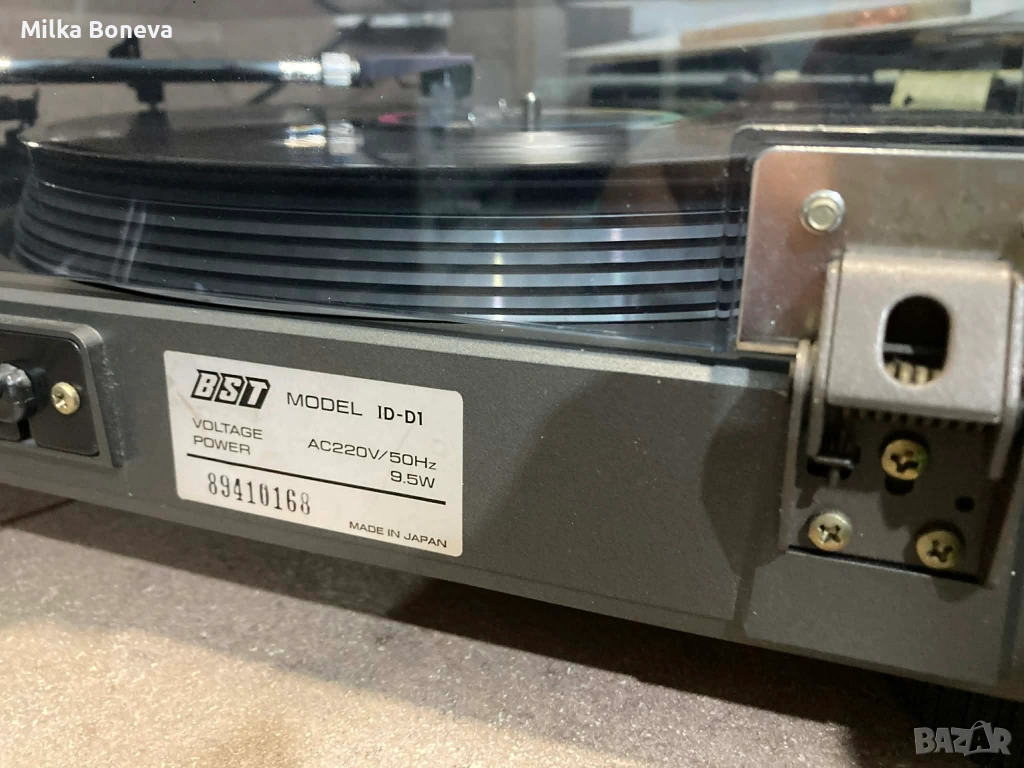 Milka Boneva
BST MODEL ID-D1
VOLTAGE AC220V/50Hz
POWER 9.5W
89410168
MADE IN JAPAN
BAZAR